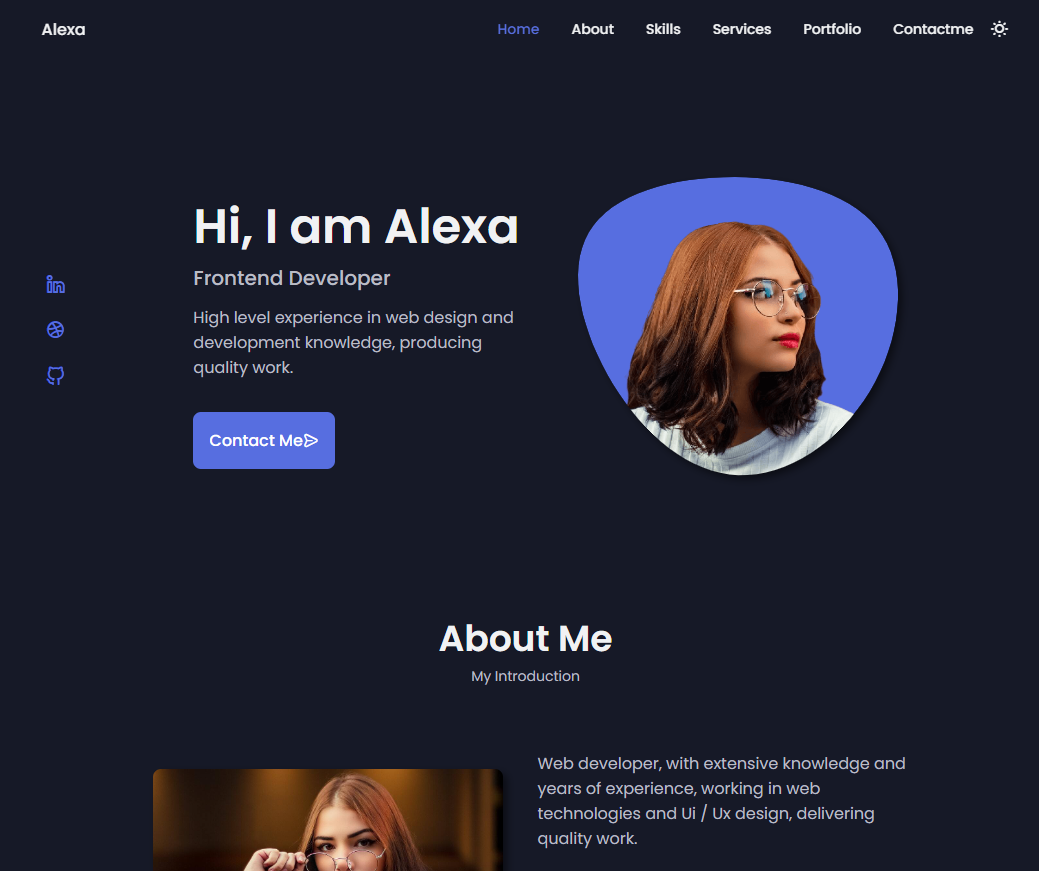 Alexa
Home About Skills Services Portfolio Contactme
Hi, I am Alexa
Frontend Developer
High level experience in web design and
development knowledge, producing
quality work.
Contact Me
About Me
My Introduction
Web developer, with extensive knowledge and
years of experience, working in web
technologies and Ui / Ux design, delivering
quality work.